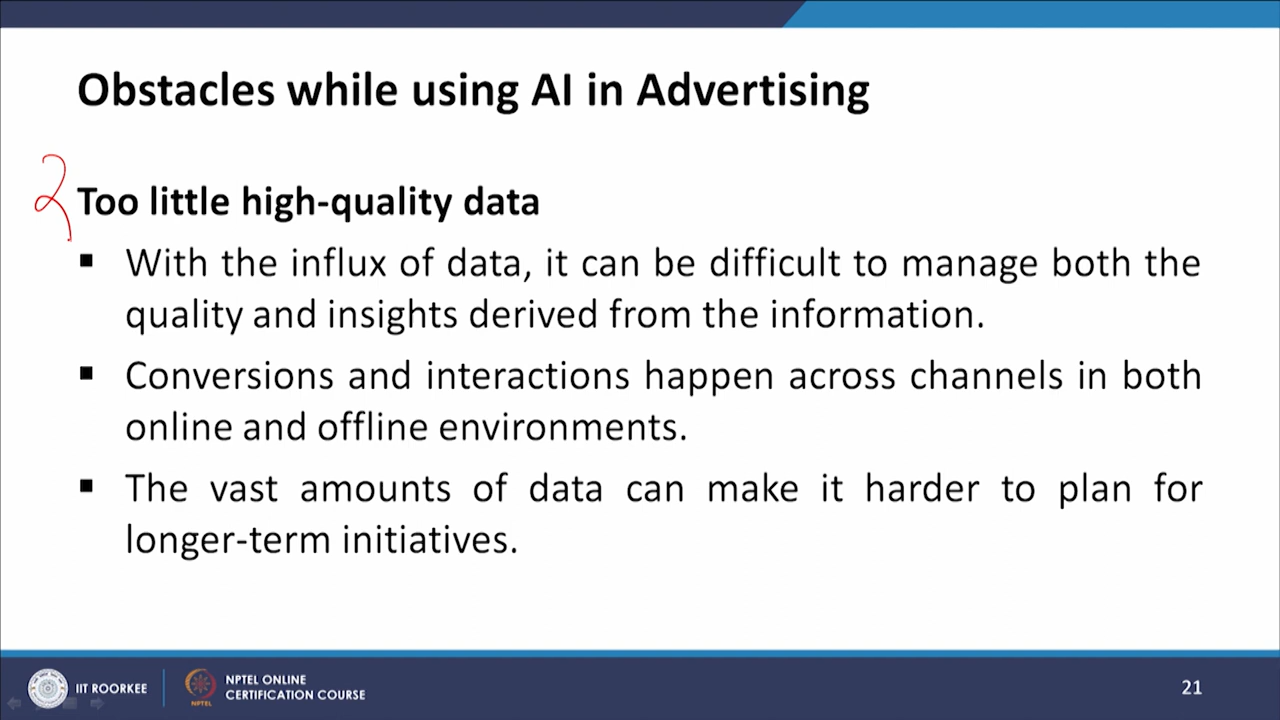 Obstacles while using AI in Advertising
2
Too little high-quality data
▪ With the influx of data, it can be difficult to manage both the
quality and insights derived from the information.
▪ Conversions and interactions happen across channels in both
online and offline environments.
▪ The vast amounts of data can make it harder to plan for
longer-term initiatives.
IIT ROORKEE
NPTEL
NPTEL ONLINE
CERTIFICATION COURSE
21